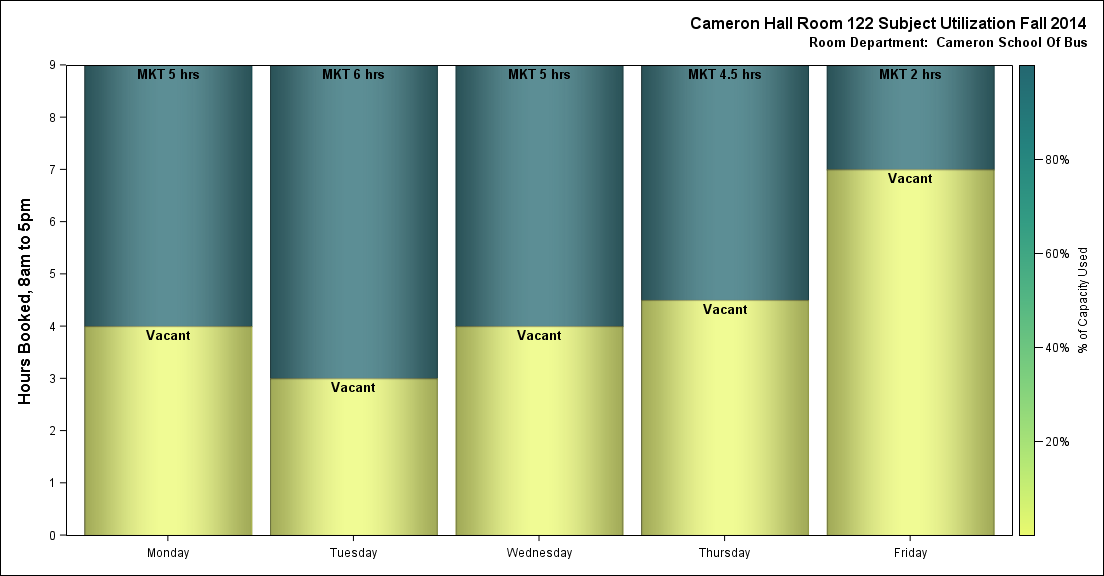 Cameron Hall Room 122 Subject Utilization Fall 2014
Room Department:  Cameron School Of Bus
Hours Booked, 8am to 5pm
9
8
7
6
5
4
3
2
1
0
MKT 5 hrs
MKT 6 hrs
MKT 5 hrs
MKT 4.5 hrs
MKT 2 hrs
Vacant
Vacant
Vacant
Vacant
Vacant
Monday
Tuesday
Wednesday
Thursday
Friday
80%
60%
40%
20%
% of Capacity Used